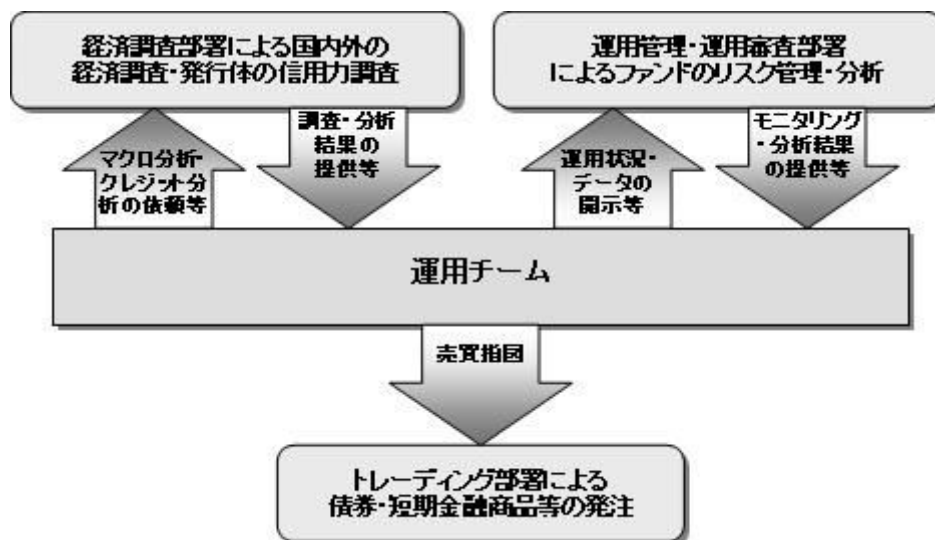 経済調査部署による国内外の
経済調査・発行体の信用力調査
運用管理・運用審査部署
によるファンドのリスク管理・分析
マクロ分析・
クレジット分
析の依頼等
調査・分析
結果の
提供等
運用状況・
データの
開示等
モニタリング
・分析結果
の提供等
運用チーム
売買指図
トレーディング部署による
債券・短期金融商品等の発注